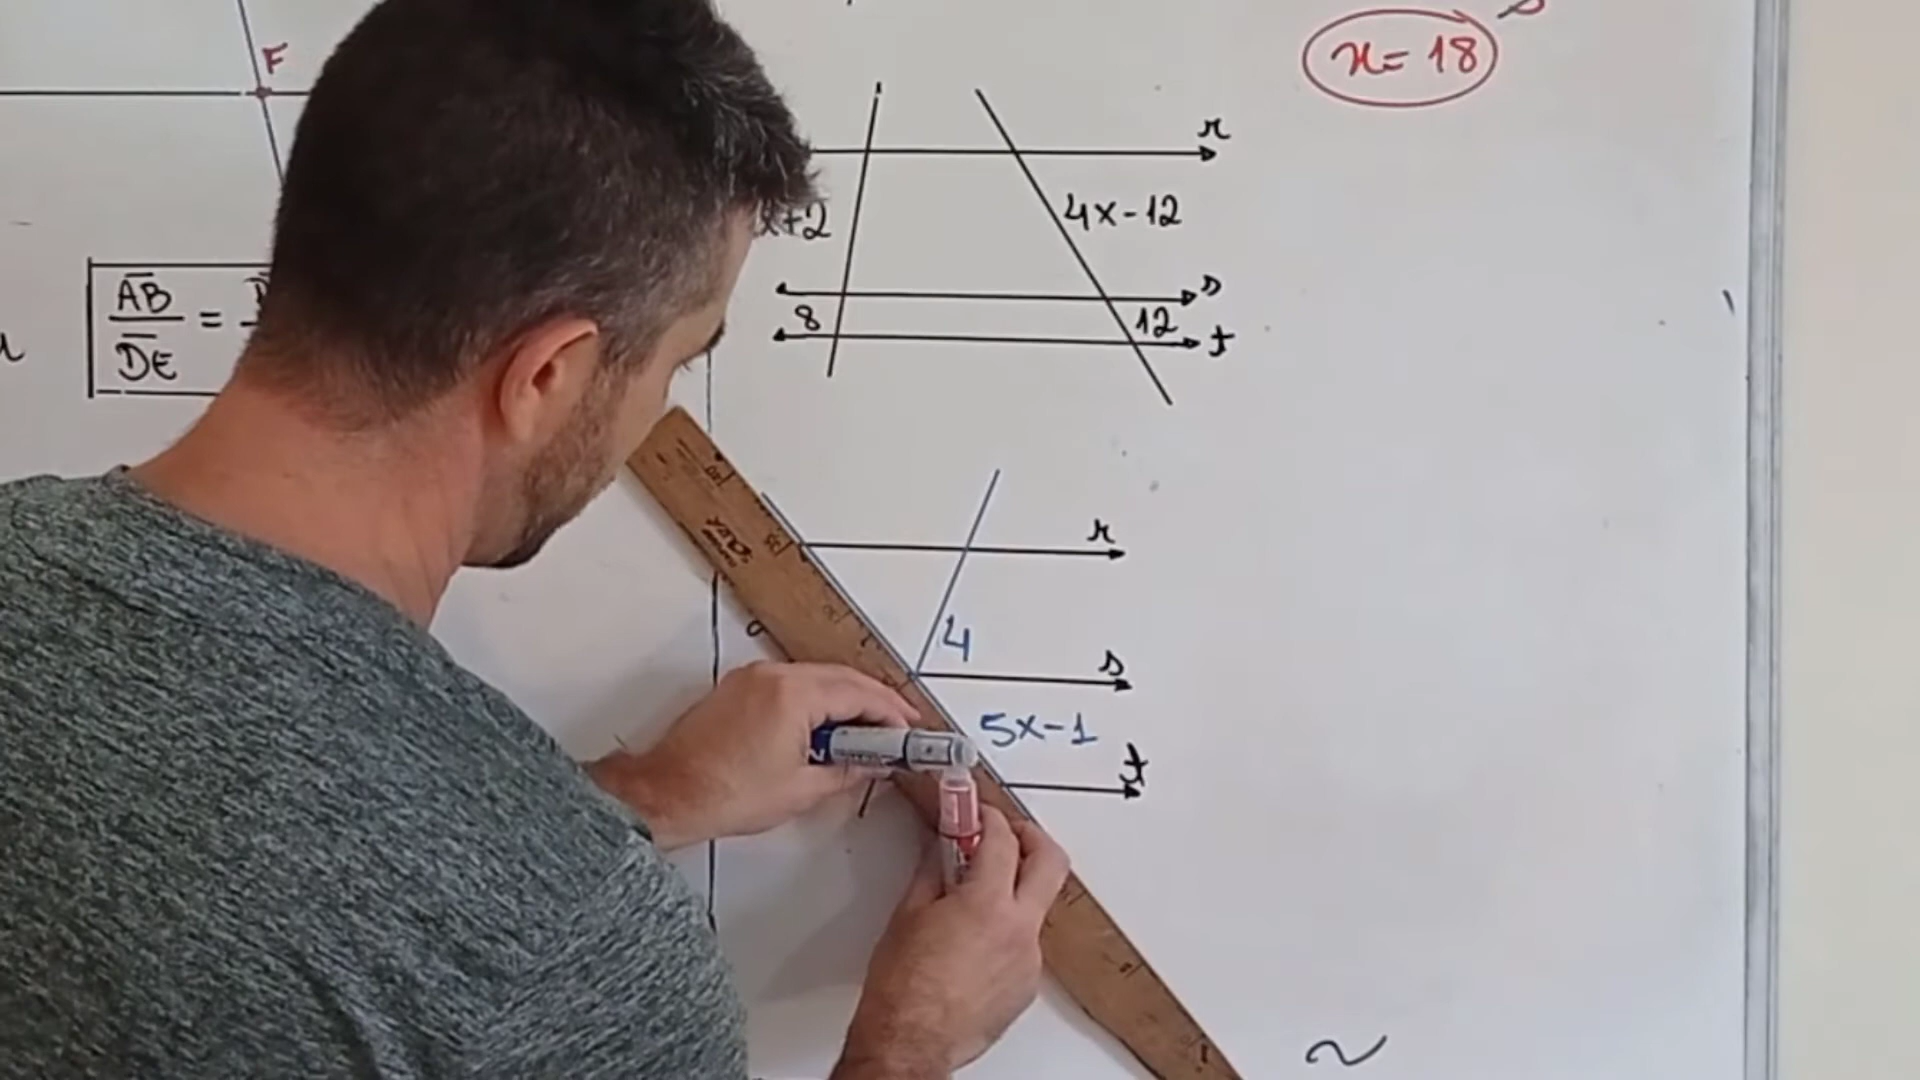 F
x = 18
r
x+2
4x-12
AB = 
DE
s
8
12
t
r
4
s
5x-1
t